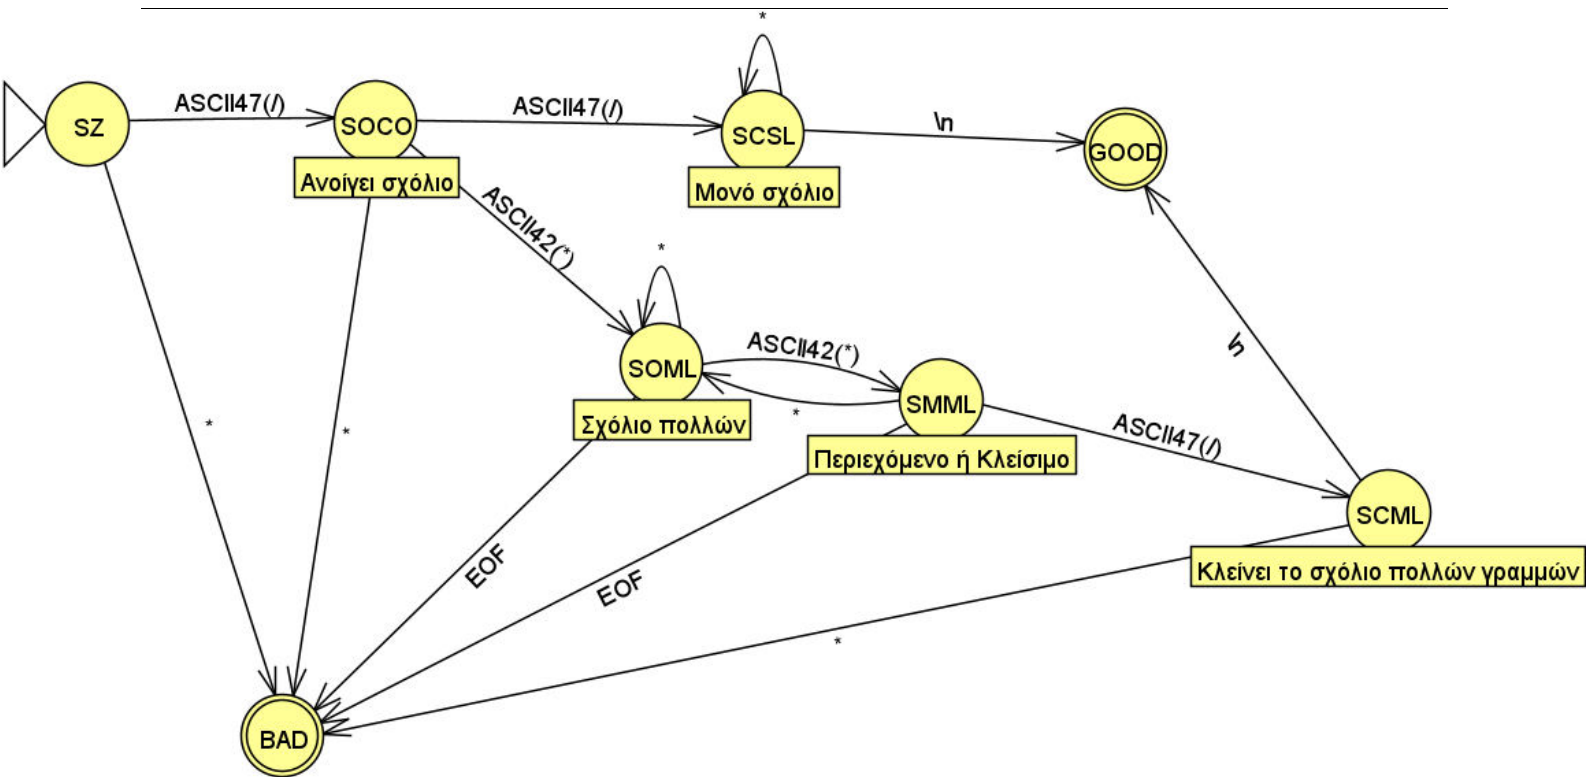 *
ASCII47(/)
ASCII47(/)
\n
SZ
SOCO
SCSL
GOOD
Ανοίγει σχόλιο
Μονό σχόλιο
ASCII42(*)
*
ASCII42(*)
\n
SOML
SMML
*
*
*
Σχόλιο πολλών
ASCII47(/)
Περιεχόμενο ή Κλείσιμο
SCML
EOF
EOF
Κλείνει το σχόλιο πολλών γραμμών
*
BAD